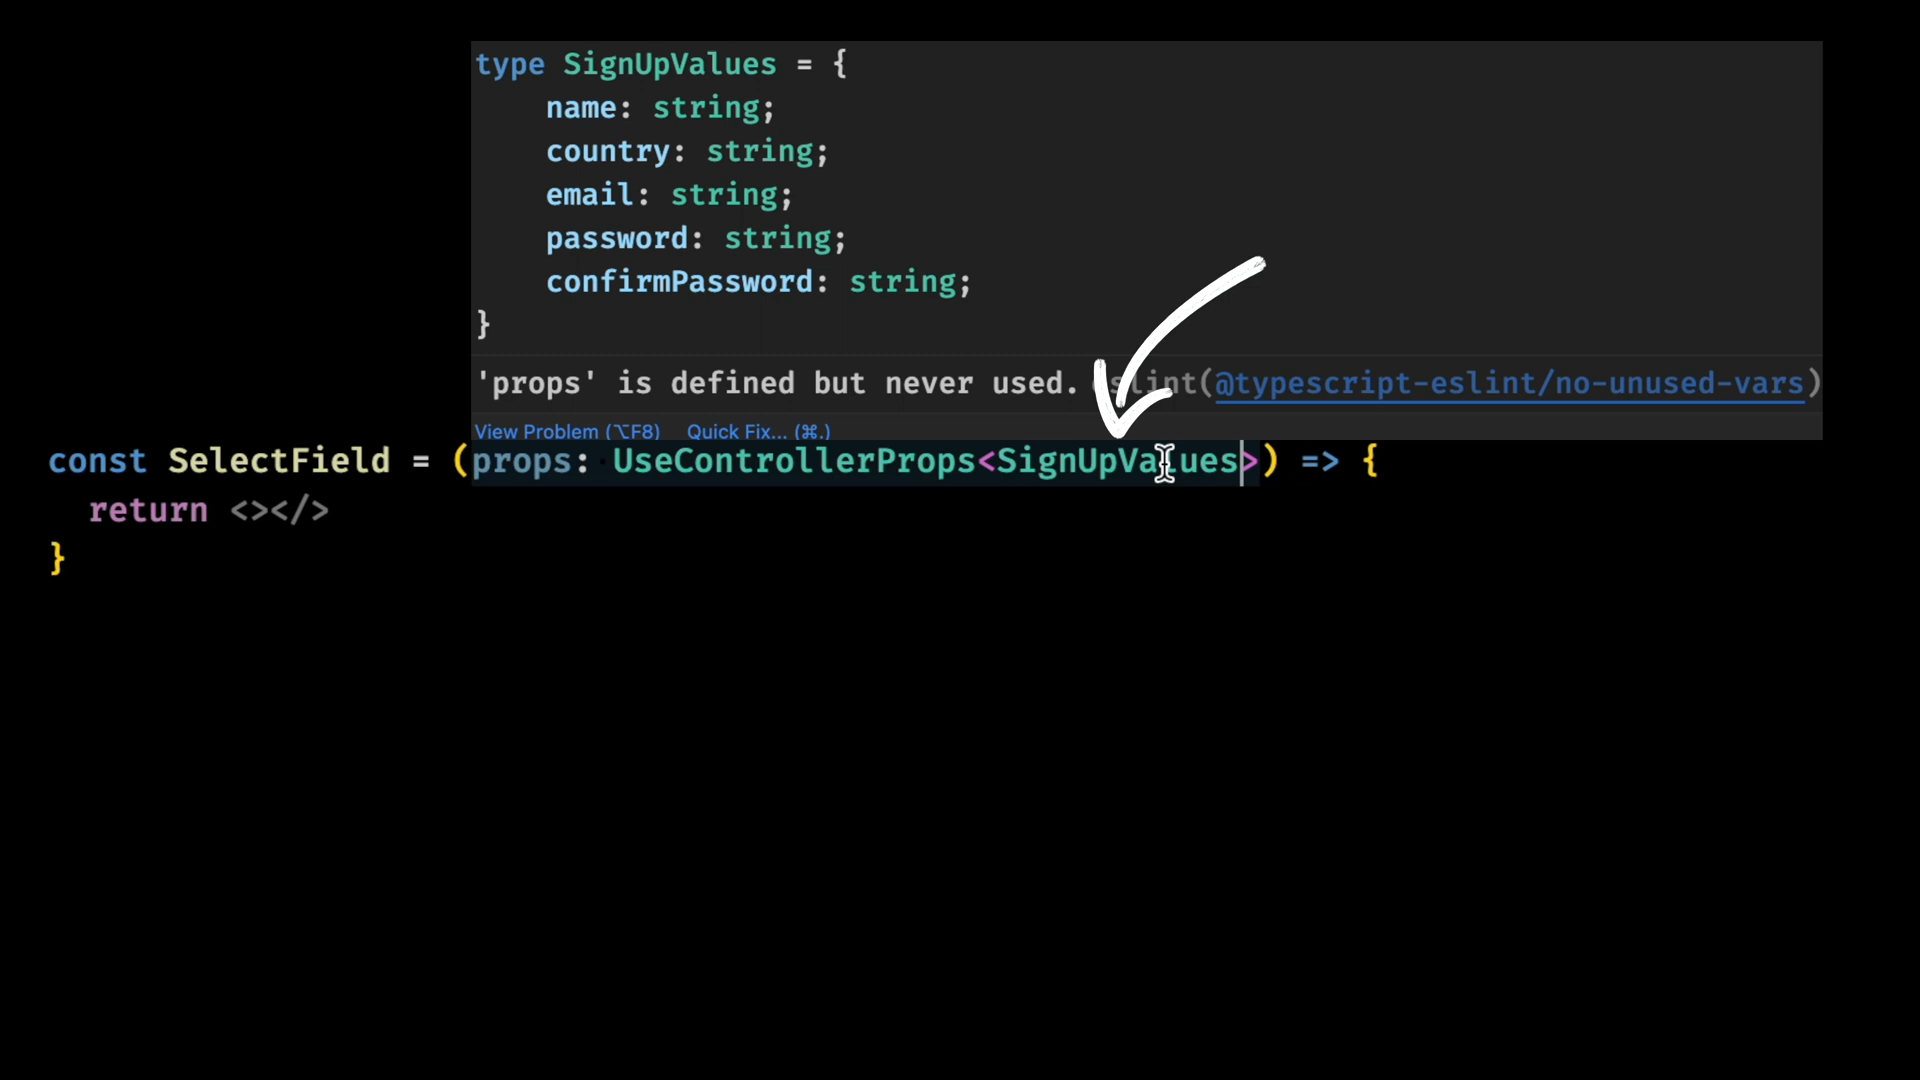 type SignUpValues = {
    name: string;
    country: string;
    email: string;
    password: string;
    confirmPassword: string;
}
'props' is defined but never used. eslint(@typescript-eslint/no-unused-vars)
View Problem (⌥F8) Quick Fix... (⌘.)
const SelectField = (props: UseControllerProps<SignUpValues>) => {
  return <></>
}